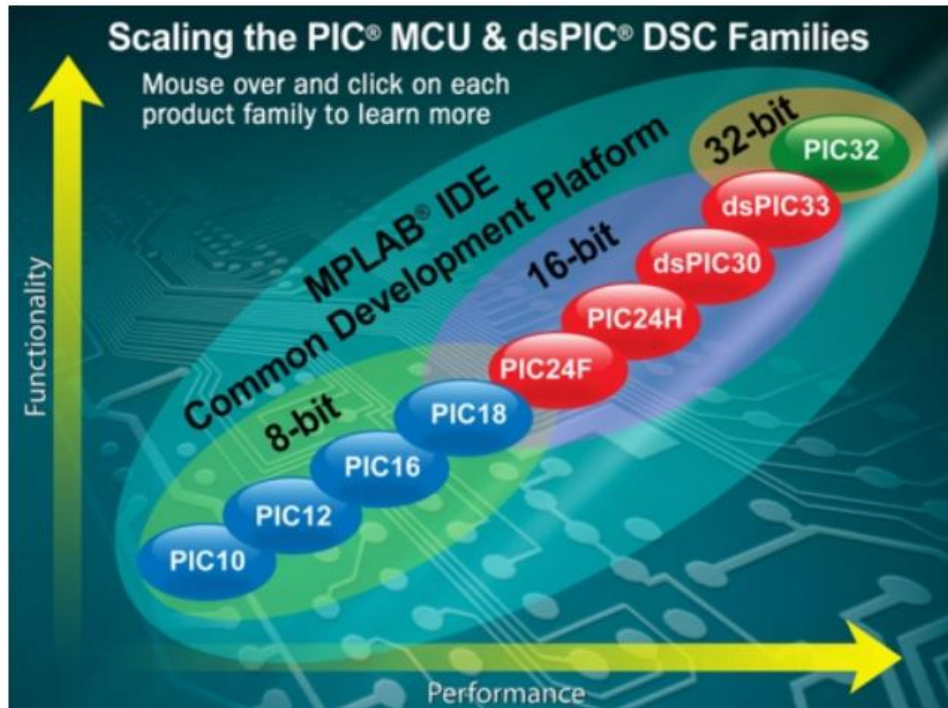 Scaling the PIC® MCU & dsPIC® DSC Families
Mouse over and click on each
product family to learn more
Functionality
MPLAB® IDE
Common Development Platform
32-bit
PIC32
dsPIC33
16-bit
dsPIC30
PIC24H
PIC24F
8-bit
PIC18
PIC16
PIC12
PIC10
Performance